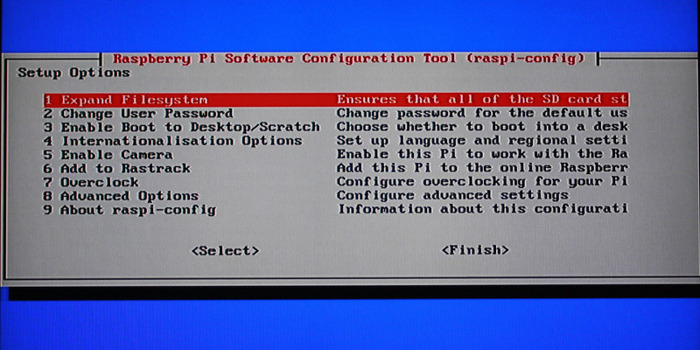 Raspberry Pi Software Configuration Tool (raspi-config)
Setup Options
1 Expand Filesystem Ensures that all of the SD card st
2 Change User Password Change password for the default us
3 Enable Boot to Desktop/Scratch Choose whether to boot into a desk
4 Internationalisation Options Set up language and regional setti
5 Enable Camera Enable this Pi to work with the Ra
6 Add to Rastrack Add this Pi to the online Raspberr
7 Overclock Configure overclocking for your Pi
8 Advanced Options Configure advanced settings
9 About raspi-config Information about this configurati
<Select> <Finish>